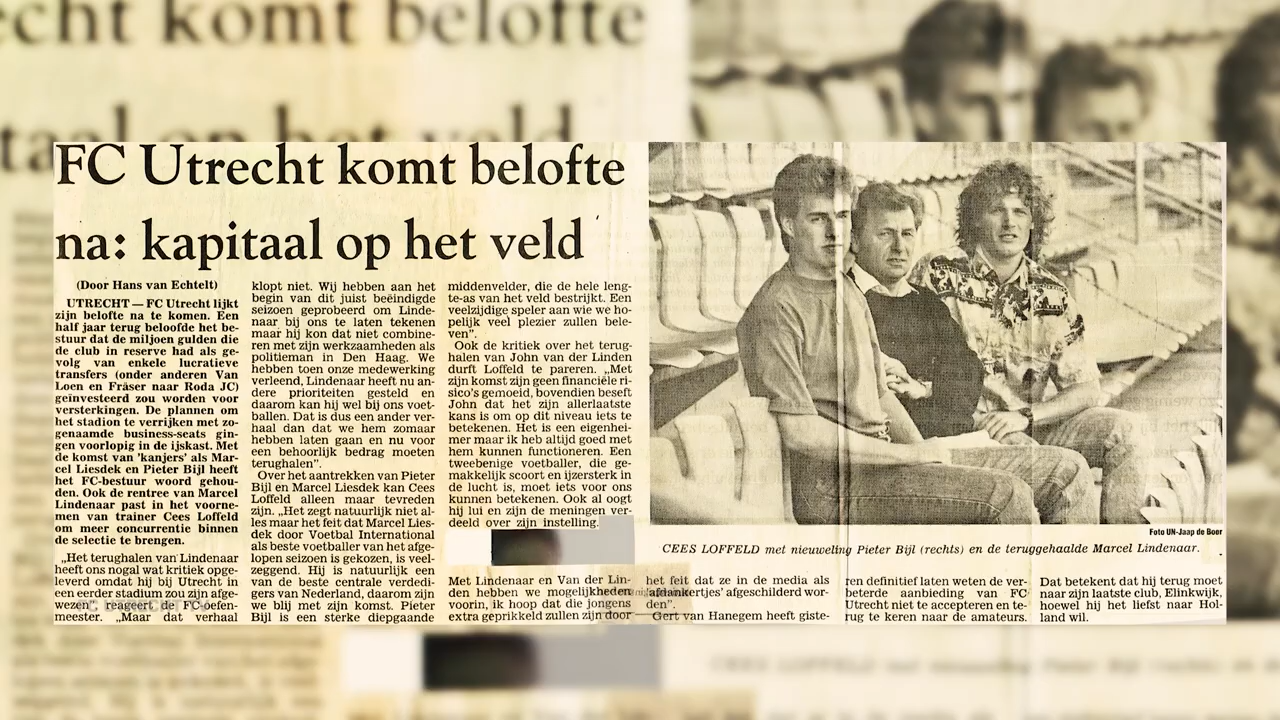 FC Utrecht komt belofte
na: kapitaal op het veld
(Door Hans van Echtelt)
UTRECHT — FC Utrecht lijkt
zijn belofte na te komen. Een
half jaar terug beloofde het be-
stuur dat de miljoen gulden die
de club in reserve had als ge-
volg van enkele lucratieve
transfers (onder anderen Van
Loen en Fräser naar Roda JC)
geïnvesteerd zou worden voor
versterkingen. De plannen om
het stadion te verrijken met zo-
genaamde business-seats gin-
gen voorlopig in de ijskast. Met
de komst van 'kanjers' als Mar-
cel Liesdek en Pieter Bijl heeft
het FC-bestuur woord gehou-
den. Ook de rentree van Marcel
Lindenaar past in het voorne-
men van trainer Cees Loffeld
om meer concurrentie binnen
de selectie te brengen.
„Het terughalen van Lindenaar
heeft ons nogal wat kritiek opge-
leverd omdat hij bij Utrecht in
een eerder stadium zou zijn afge-
wezen", reageert de FC-oefen-
meester. „Maar dat verhaal
klopt niet. Wij hebben aan het
begin van dit juist beëindigde
seizoen geprobeerd om Linde-
naar bij ons te laten tekenen
maar hij kon dat niet combine-
ren met zijn werkzaamheden als
politieman in Den Haag. We
hebben toen onze medewerking
verleend, Lindenaar heeft nu an-
dere prioriteiten gesteld en
daarom kan hij wel bij ons voet-
ballen. Dat is dus een ander ver-
haal dan dat we hem zomaar
hebben laten gaan en nu voor
een behoorlijk bedrag moeten
terughalen".
Over het aantrekken van Pieter
Bijl en Marcel Liesdek kan Cees
Loffeld alleen maar tevreden
zijn. „Het zegt natuurlijk niet al-
les maar het feit dat Marcel Lies-
dek door Voetbal International
als beste voetballer van het afge-
lopen seizoen is gekozen, is veel-
zeggend. Hij is natuurlijk een
van de beste centrale verdedi-
gers van Nederland, daarom zijn
we blij met zijn komst. Pieter
Bijl is een sterke diepgaande
middenvelder, die de hele leng-
te-as van het veld bestrijkt. Een
veelzijdige speler aan wie we ho-
pelijk veel plezier zullen bele-
ven".
Ook de kritiek over het terug-
halen van John van der Linden
durft Loffeld te pareren. „Met
zijn komst zijn geen financiële ri-
sico's gemoeid, bovendien beseft
John dat het zijn allerlaatste
kans is om op dit niveau iets te
betekenen. Het is een eigenhei-
mer maar ik heb altijd goed met
hem kunnen functioneren. Een
tweebenige voetballer, die ge-
makkelijk scoort en ijzersterk in
de lucht is, moet iets voor ons
kunnen betekenen. Ook al oogt
hij lui en zijn de meningen ver-
deeld over zijn instelling.
Met Lindenaar en Van der Lin-
den hebben we mogelijkheden
voorin, ik hoop dat die jongens
extra geprikkeld zullen zijn door
Foto UN-Jaap de Boer
CEES LOFFELD met nieuweling Pieter Bijl (rechts) en de teruggehaalde Marcel Lindenaar.
het feit dat ze in de media als
'afdankertjes' afgeschilderd wor-
den".
Gert van Hanegem heeft giste-
ren definitief laten weten de ver-
beterde aanbieding van FC
Utrecht niet te accepteren en te-
rug te keren naar de amateurs.
Dat betekent dat hij terug moet
naar zijn laatste club, Elinkwijk,
hoewel hij het liefst naar Hol-
land wil.
FC UTRECHT TV